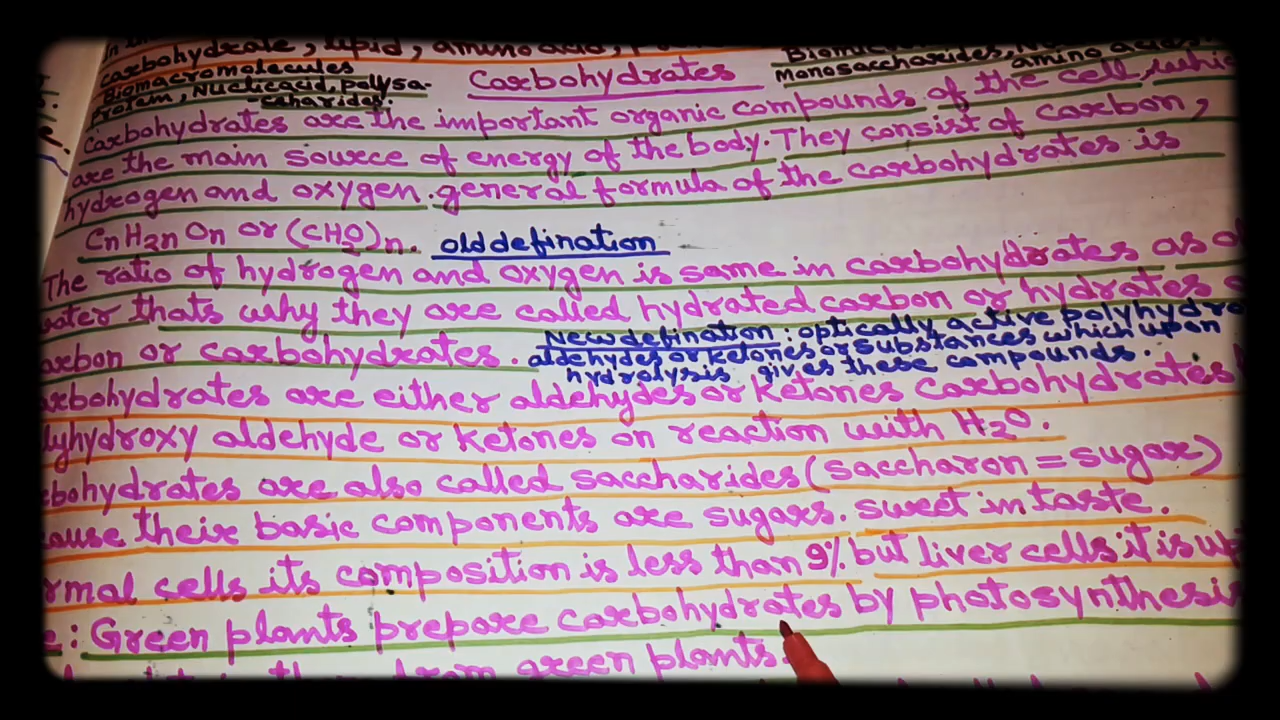 carbohydrate, lipid, amino acid,
Biomacromolecules
Protein, Nucleic acid, polysa-
ccharides.
Carbohydrates
Monosaccharides,
amino acids
carbohydrates are the important organic compounds of the cell, which
are the main source of energy of the body. They consist of carbon,
hydrogen and oxygen. general formula of the carbohydrates is
CnH2nOn or (CH2O)n. old defination
The ratio of hydrogen and oxygen is same in carbohydrates as of
water thats why they are called hydrated carbon or hydrates
carbon or carbohydrates.
New defination : optically active polyhydro
aldehydes or ketones or substances which upon
hydrolysis gives these compounds.
arbohydrates are either aldehydes or ketones carbohydrates
lyhydroxy aldehyde or ketones on reaction with H2O.
bohydrates are also called saccharides (saccharon = sugar)
cause their basic components are sugars. sweet in taste.
rmal cells its composition is less than 9% but liver cells it is up
e : Green plants prepare carbohydrates by photosynthesis
green plants.